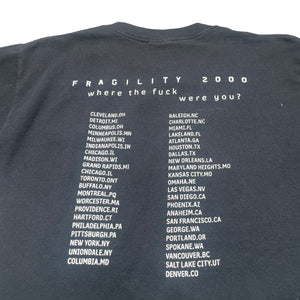 FRAGILITY 2000
where the fuck were you?
CLEVELAND.OH
DETROIT.MI
COLUMBUS.OH
MINNEAPOLIS.MN
MILWAUKEE.WI
INDIANAPOLIS.IN
CHICAGO.IL
MADISON.WI
GRAND RAPIDS.MI
CHICAGO.IL
TORONTO.ONT
BUFFALO.NY
MONTREAL.PQ
WORCESTER.MA
PROVIDENCE.RI
HARTFORD.CT
PHILADELPHIA.PA
PITTSBURGH.PA
NEW YORK.NY
UNIONDALE.NY
COLUMBIA.MD
RALEIGH.NC
CHARLOTTE.NC
MIAMI.FL
LAKELAND.FL
ATLANTA.GA
HOUSTON.TX
DALLAS.TX
NEW ORLEANS.LA
MARYLAND HEIGHTS.MO
KANSAS CITY.MO
OMAHA.NE
LAS VEGAS.NV
SAN DIEGO.CA
PHOENIX.AZ
ANAHEIM.CA
SAN FRANCISCO.CA
GEORGE.WA
PORTLAND.OR
SPOKANE.WA
VANCOUVER.BC
SALT LAKE CITY.UT
DENVER.CO